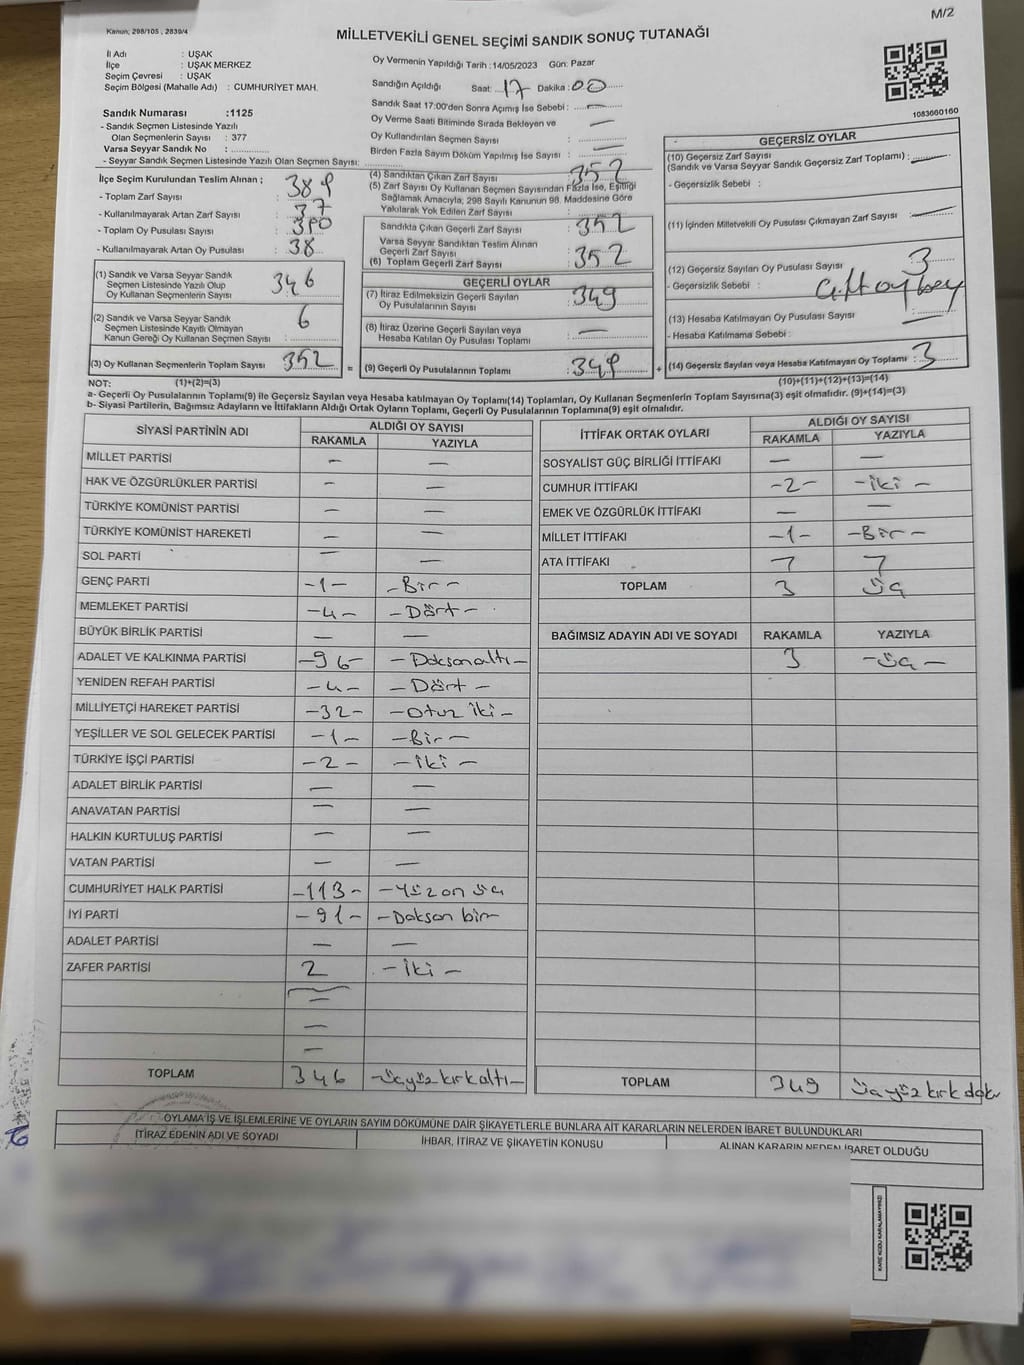 M/2
Kanun; 298/105 , 2839/4
MİLLETVEKİLİ GENEL SEÇİMİ SANDIK SONUÇ TUTANAĞI
İl Adı : UŞAK
İlçe : UŞAK MERKEZ
Seçim Çevresi : UŞAK
Seçim Bölgesi (Mahalle Adı) : CUMHURİYET MAH.
Oy Vermenin Yapıldığı Tarih :14/05/2023 Gün: Pazar
Sandığın Açıldığı Saat: 17 Dakika: 00
Sandık Saat 17:00'den Sonra Açımış İse Sebebi : —
Oy Verme Saati Bitiminde Sırada Bekleyen ve
Oy Kullandırılan Seçmen Sayısı :
Birden Fazla Sayım Döküm Yapılmış İse Sayısı : —
1083660160
Sandık Numarası :1125
- Sandık Seçmen Listesinde Yazılı
Olan Seçmenlerin Sayısı : 377
Varsa Seyyar Sandık No :
- Seyyar Sandık Seçmen Listesinde Yazılı Olan Seçmen Sayısı:
İlçe Seçim Kurulundan Teslim Alınan ;
- Toplam Zarf Sayısı : 389
- Kullanılmayarak Artan Zarf Sayısı : 37
- Toplam Oy Pusulası Sayısı :
- Kullanılmayarak Artan Oy Pusulası : 38
(1) Sandık ve Varsa Seyyar Sandık
Seçmen Listesinde Yazılı Olup
Oy Kullanan Seçmenlerin Sayısı : 346
(2) Sandık ve Varsa Seyyar Sandık
Seçmen Listesinde Kayıtlı Olmayan
Kanun Gereği Oy Kullanan Seçmen Sayısı : 6
(3) Oy Kullanan Seçmenlerin Toplam Sayısı : 352 =
(4) Sandıktan Çıkan Zarf Sayısı : 352
(5) Zarf Sayısı Oy Kullanan Seçmen Sayısından Fazla İse, Eşitliği
Sağlamak Amacıyla, 298 Sayılı Kanunun 98. Maddesine Göre
Yakılarak Yok Edilen Zarf Sayısı :
Sandıkla Çıkan Geçerli Zarf Sayısı : 352
Varsa Seyyar Sandıktan Teslim Alınan
Geçerli Zarf Sayısı
(6) Toplam Geçerli Zarf Sayısı : 352
GEÇERLİ OYLAR
(7) İtiraz Edilmeksizin Geçerli Sayılan
Oy Pusulalarının Sayısı : 349
(8) İtiraz Üzerine Geçerli Sayılan veya
Hesaba Katılan Oy Pusulası Toplamı : —
(9) Geçerli Oy Pusulalarının Toplamı : 349 +
GEÇERSİZ OYLAR
(10) Geçersiz Zarf Sayısı
(Sandık ve Varsa Seyyar Sandık Geçersiz Zarf Toplamı) : —
- Geçersizlik Sebebi :
(11) İçinden Milletvekili Oy Pusulası Çıkmayan Zarf Sayısı : —
(12) Geçersiz Sayılan Oy Pusulası Sayısı : 3
- Geçersizlik Sebebi :
(13) Hesaba Katılmayan Oy Pusulası Sayısı : —
- Hesaba Katılmama Sebebi :
(14) Geçersiz Sayılan veya Hesaba Katılmayan Oy Toplamı : 3
NOT: (1)+(2)=(3) (10)+(11)+(12)+(13)=(14)
a- Geçerli Oy Pusulalarının Toplamı(9) ile Geçersiz Sayılan veya Hesaba katılmayan Oy Toplamı(14) Toplamları, Oy Kullanan Seçmenlerin Toplam Sayısına(3) eşit olmalıdır. (9)+(14)=(3)
b- Siyasi Partilerin, Bağımsız Adayların ve İttifakların Aldığı Ortak Oyların Toplamı, Geçerli Oy Pusulalarının Toplamına(9) eşit olmalıdır.
SİYASİ PARTİNİN ADI ALDIĞI OY SAYISI
RAKAMLA YAZIYLA
MİLLET PARTİSİ — —
HAK VE ÖZGÜRLÜKLER PARTİSİ — —
TÜRKİYE KOMÜNİST PARTİSİ — —
TÜRKİYE KOMÜNİST HAREKETİ — —
SOL PARTİ — —
GENÇ PARTİ -1- -Bir-
MEMLEKET PARTİSİ -4- -Dört-
BÜYÜK BİRLİK PARTİSİ — —
ADALET VE KALKINMA PARTİSİ -96- -Doksanaltı-
YENİDEN REFAH PARTİSİ -4- -Dört-
MİLLİYETÇİ HAREKET PARTİSİ -32- -otuz iki-
YEŞİLLER VE SOL GELECEK PARTİSİ -1- -Bir-
TÜRKİYE İŞÇİ PARTİSİ -2- -iki-
ADALET BİRLİK PARTİSİ — —
ANAVATAN PARTİSİ — —
HALKIN KURTULUŞ PARTİSİ — —
VATAN PARTİSİ — —
CUMHURİYET HALK PARTİSİ -113- -Yüz on üç
İYİ PARTİ -91- -Doksan bir-
ADALET PARTİSİ — —
ZAFER PARTİSİ 2 -iki-
—
—
—
TOPLAM 346 -üçyüz kırkaltı-
İTTİFAK ORTAK OYLARI ALDIĞI OY SAYISI
RAKAMLA YAZIYLA
SOSYALİST GÜÇ BİRLİĞİ İTTİFAKI — —
CUMHUR İTTİFAKI -2- -iki-
EMEK VE ÖZGÜRLÜK İTTİFAKI — —
MİLLET İTTİFAKI -1- -Bir-
ATA İTTİFAKI
TOPLAM 3 üç
BAĞIMSIZ ADAYIN ADI VE SOYADI RAKAMLA YAZIYLA
3 -üç-
TOPLAM 349 üçyüz kırk dok
OYLAMA İŞ VE İŞLEMLERİNE VE OYLARIN SAYIM DÖKÜMÜNE DAİR ŞİKAYETLERLE BUNLARA AİT KARARLARIN NELERDEN İBARET BULUNDUKLARI
İTİRAZ EDENİN ADI VE SOYADI İHBAR, İTİRAZ VE ŞİKAYETİN KONUSU ALINAN KARARIN NEDEN İBARET OLDUĞU
KARE KODU KARALAMAYINIZ!